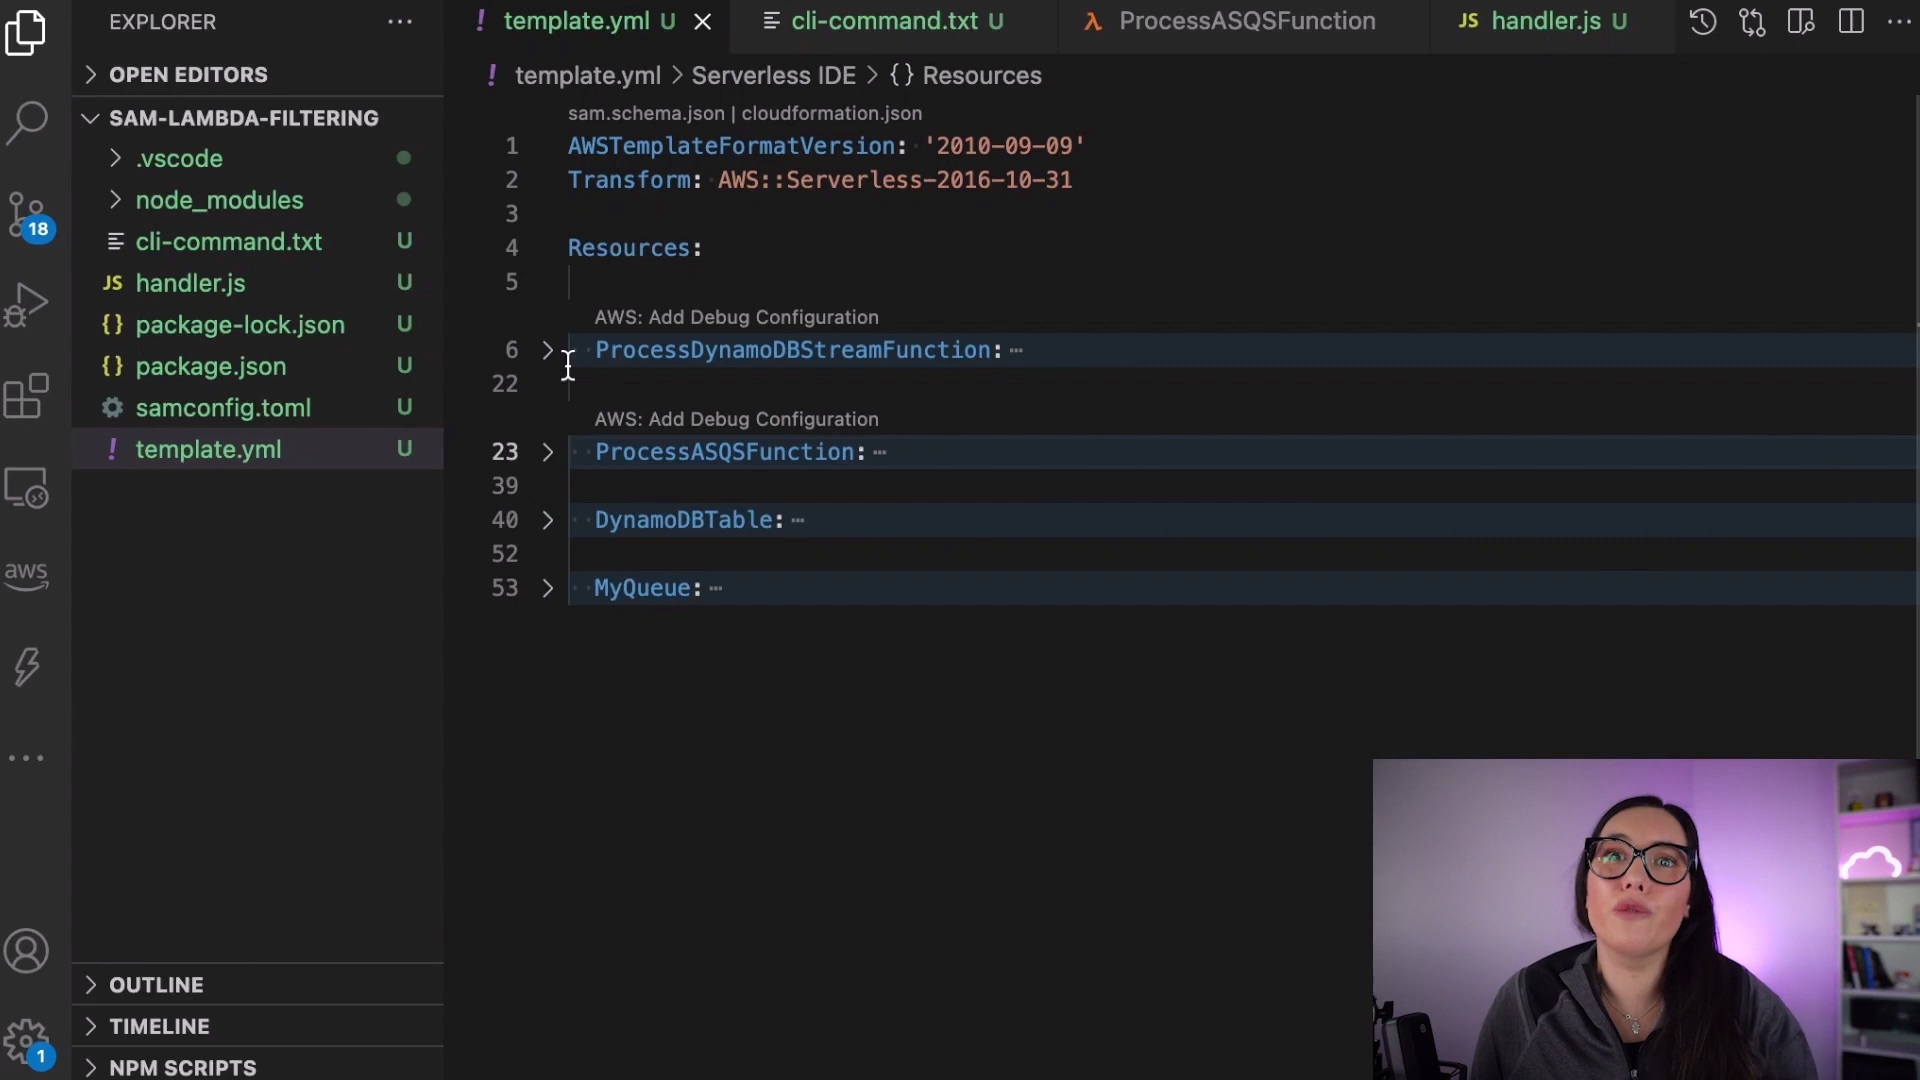 EXPLORER
OPEN EDITORS
SAM-LAMBDA-FILTERING
.vscode
node_modules
cli-command.txt U
JS handler.js U
{} package-lock.json U
{} package.json U
samconfig.toml U
! template.yml U
18
aws
1
OUTLINE
TIMELINE
NPM SCRIPTS
! template.yml U
cli-command.txt U
λ ProcessASQSFunction
JS handler.js U
! template.yml > Serverless IDE > {} Resources
sam.schema.json | cloudformation.json
1 AWSTemplateFormatVersion: '2010-09-09'
2 Transform: AWS::Serverless-2016-10-31
3
4 Resources:
5
AWS: Add Debug Configuration
6 ProcessDynamoDBStreamFunction: ⋯
22
AWS: Add Debug Configuration
23 ProcessASQSFunction: ⋯
39
40 DynamoDBTable: ⋯
52
53 MyQueue: ⋯